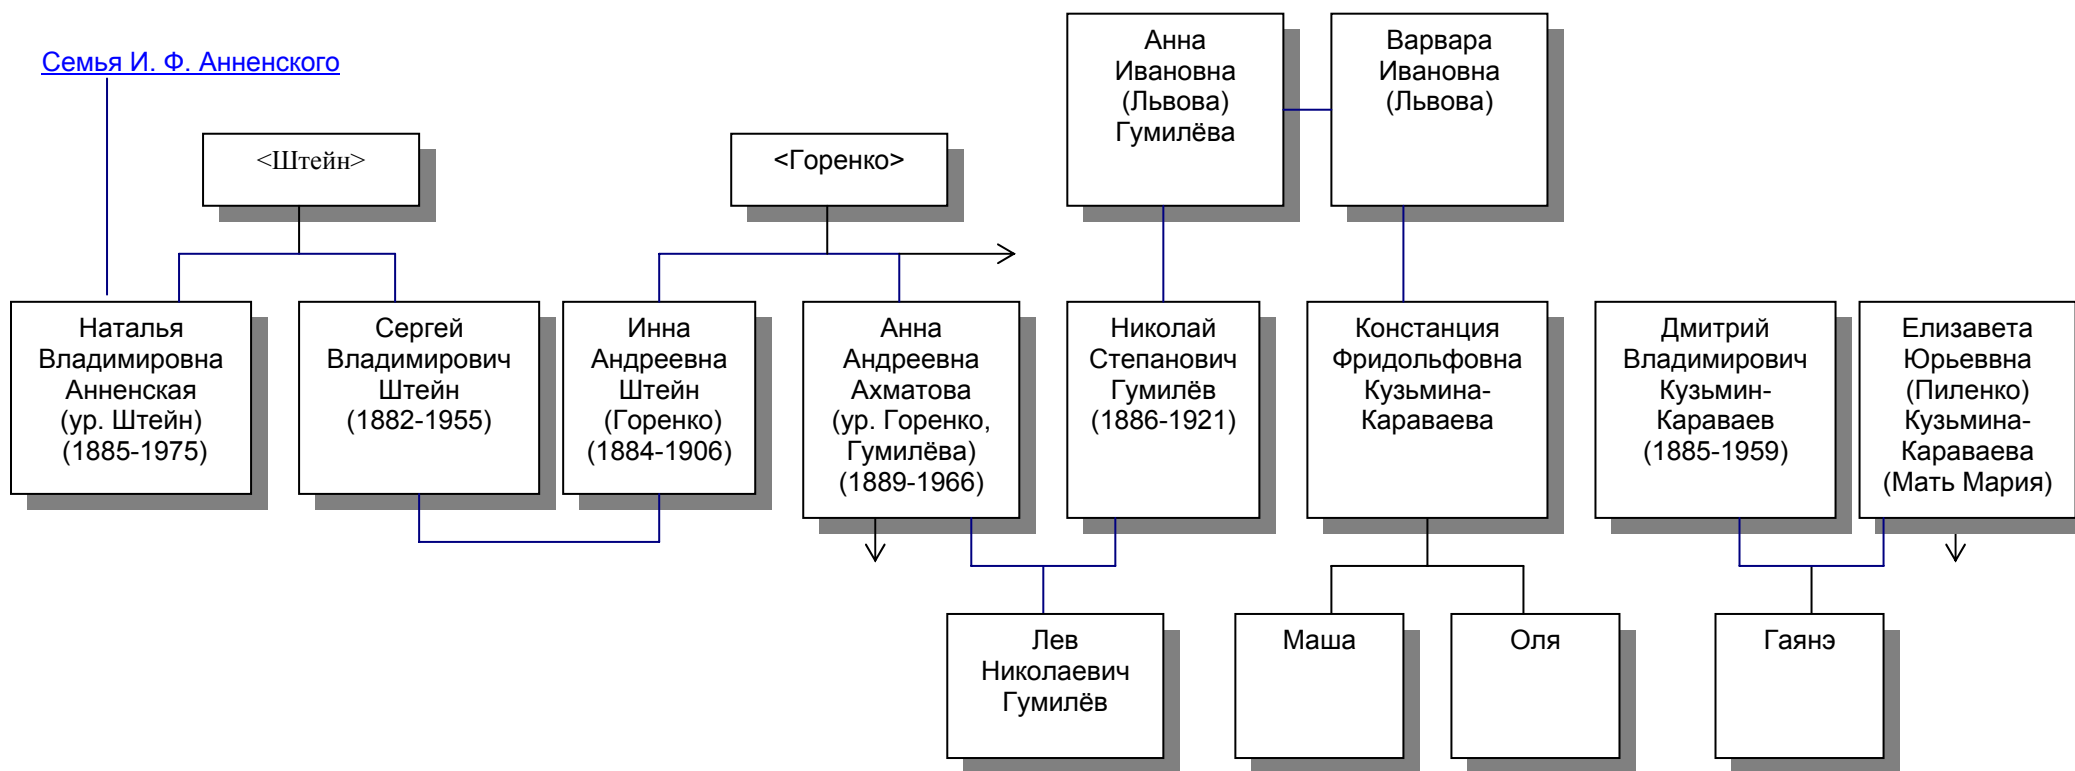 Семья И. Ф. Анненского
<Штейн>
<Горенко>
Анна
Ивановна
(Львова)
Гумилёва
Варвара
Ивановна
(Львова)
Наталья
Владимировна
Анненская
(ур. Штейн)
(1885-1975)
Сергей
Владимирович
Штейн
(1882-1955)
Инна
Андреевна
Штейн
(Горенко)
(1884-1906)
Анна
Андреевна
Ахматова
(ур. Горенко,
Гумилёва)
(1889-1966)
Николай
Степанович
Гумилёв
(1886-1921)
Констанция
Фридольфовна
Кузьмина-
Караваева
Дмитрий
Владимирович
Кузьмин-
Караваев
(1885-1959)
Елизавета
Юрьеввна
(Пиленко)
Кузьмина-
Караваева
(Мать Мария)
Лев
Николаевич
Гумилёв
Маша
Оля
Гаянэ